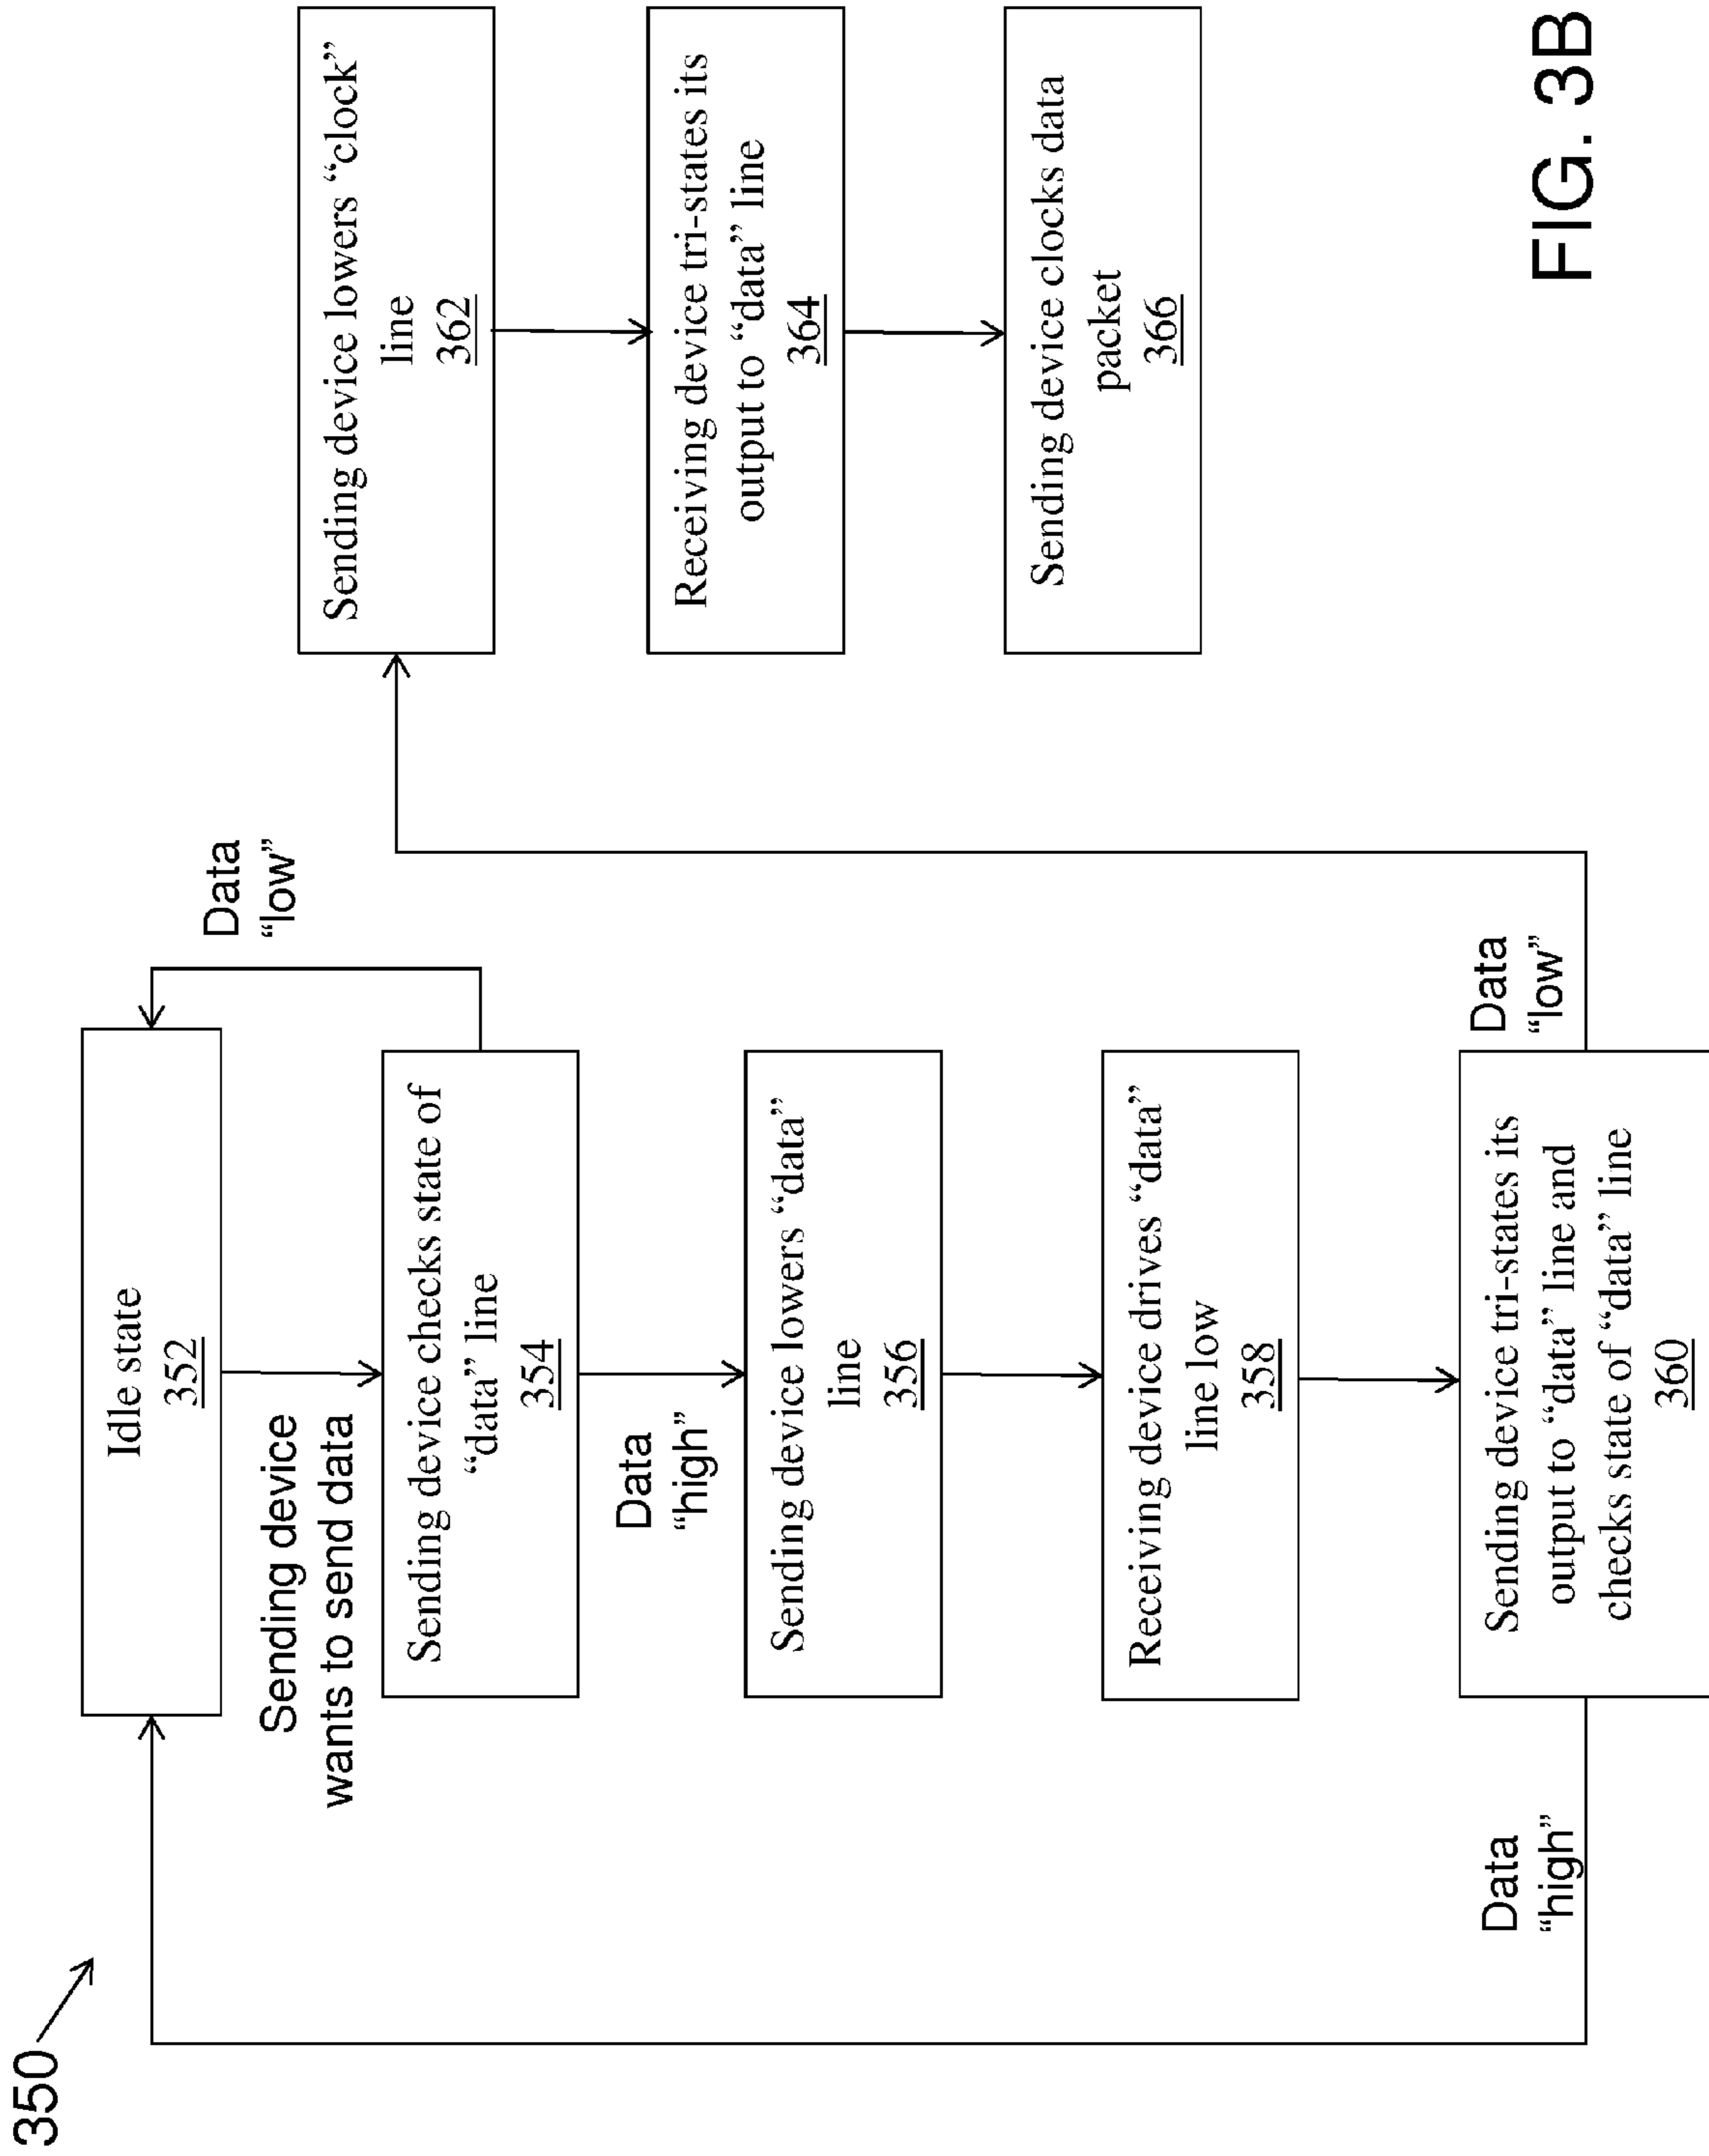 350
Idle state
352
Sending device
wants to send data
Data
“low”
Sending device checks state of
“data” line
354
Data
“high”
Sending device lowers “data”
line
356
Receiving device drives “data”
line low
358
Sending device tri-states its
output to “data” line and
checks state of “data” line
360
Data
“high”
Data
“low”
Sending device lowers “clock”
line
362
Receiving device tri-states its
output to “data” line
364
Sending device clocks data
packet
366
FIG. 3B